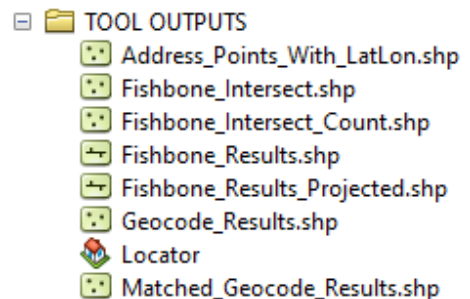 TOOL OUTPUTS
Address_Points_With_LatLon.shp
Fishbone_Intersect.shp
Fishbone_Intersect_Count.shp
Fishbone_Results.shp
Fishbone_Results_Projected.shp
Geocode_Results.shp
Locator
Matched_Geocode_Results.shp